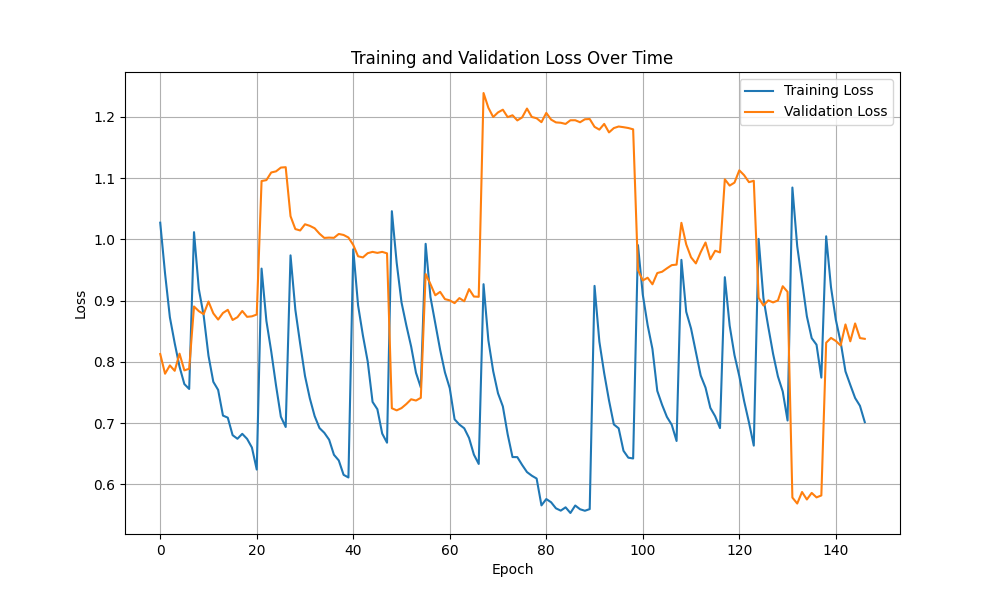 Training and Validation Loss Over Time
Training Loss
Validation Loss
1.2
1.1
1.0
0.9
0.8
0.7
0.6
Loss
0 20 40 60 80 100 120 140
Epoch